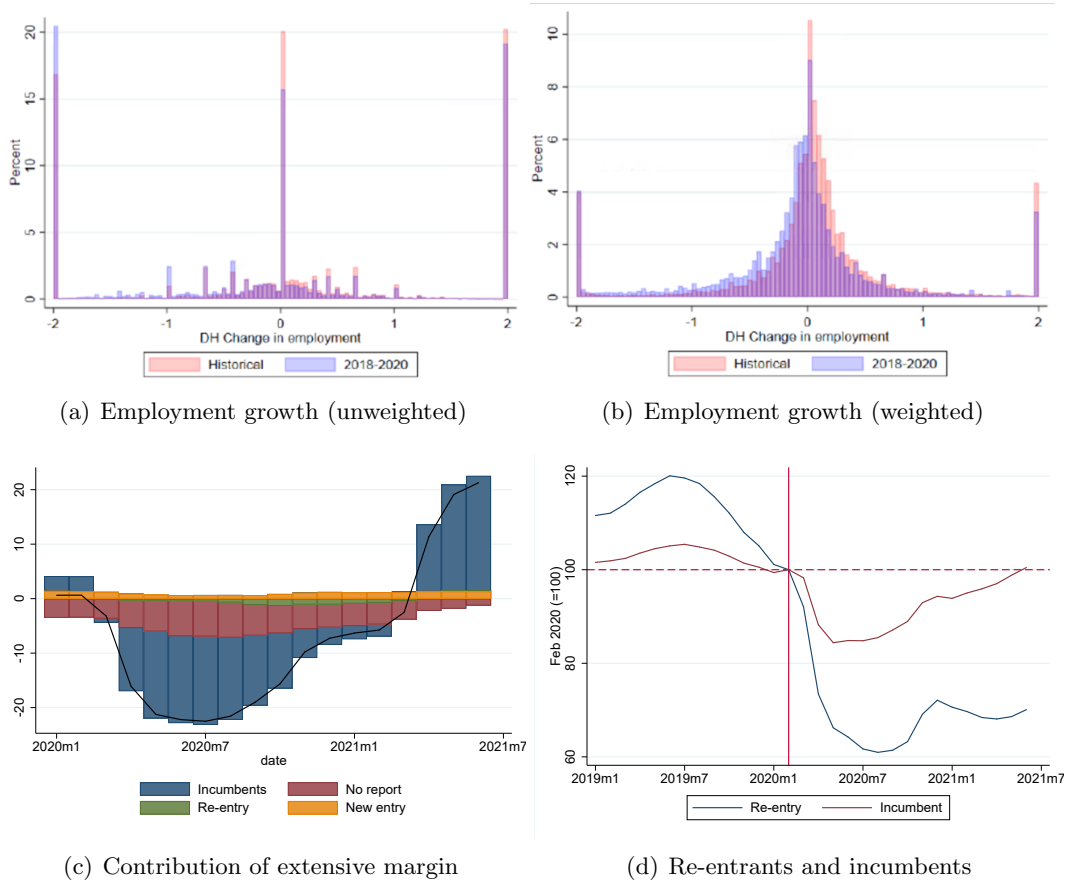 20
15
10
5
0
Percent
-2 -1 0 1 2
DH Change in employment
Historical 2018-2020
(a) Employment growth (unweighted)
10
8
6
4
2
0
Percent
-2 -1 0 1 2
DH Change in employment
Historical 2018-2020
(b) Employment growth (weighted)
20
10
0
-10
-20
2020m1 2020m7 2021m1 2021m7
date
Incumbents No report
Re-entry New entry
(c) Contribution of extensive margin
120
100
80
60
Feb 2020 (=100)
2019m1 2019m7 2020m1 2020m7 2021m1 2021m7
Re-entry Incumbent
(d) Re-entrants and incumbents